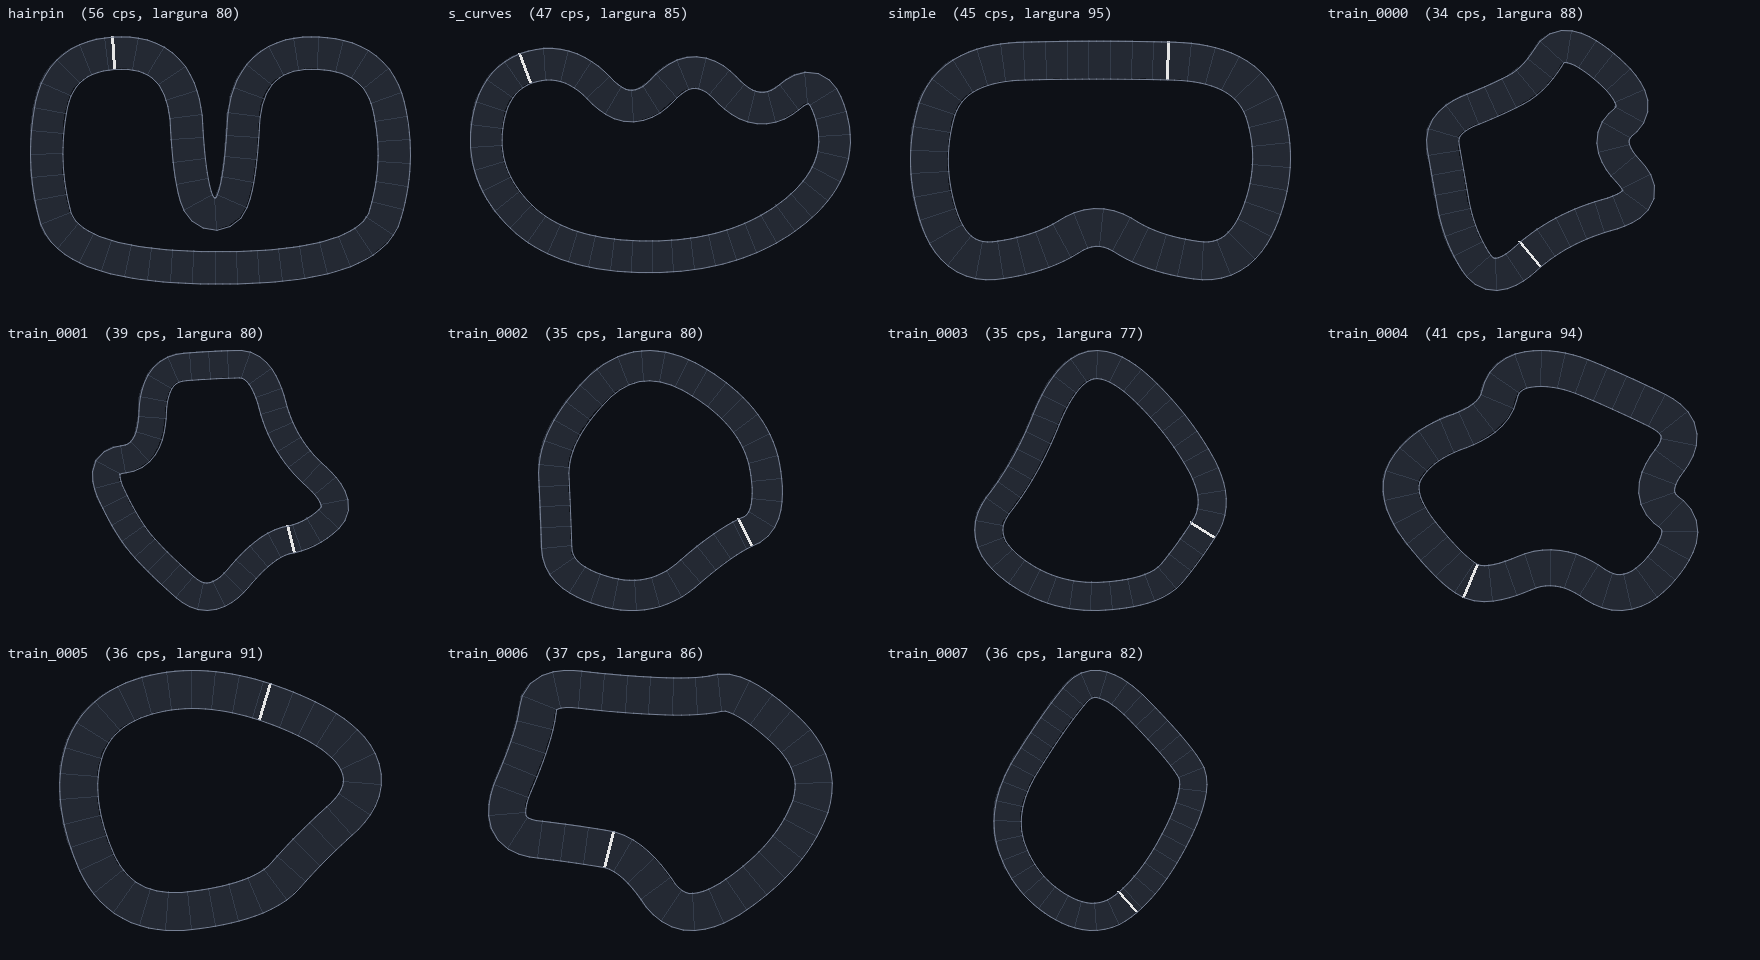 hairpin  (56 cps, largura 80)
s_curves  (47 cps, largura 85)
simple  (45 cps, largura 95)
train_0000  (34 cps, largura 88)
train_0001  (39 cps, largura 80)
train_0002  (35 cps, largura 80)
train_0003  (35 cps, largura 77)
train_0004  (41 cps, largura 94)
train_0005  (36 cps, largura 91)
train_0006  (37 cps, largura 86)
train_0007  (36 cps, largura 82)